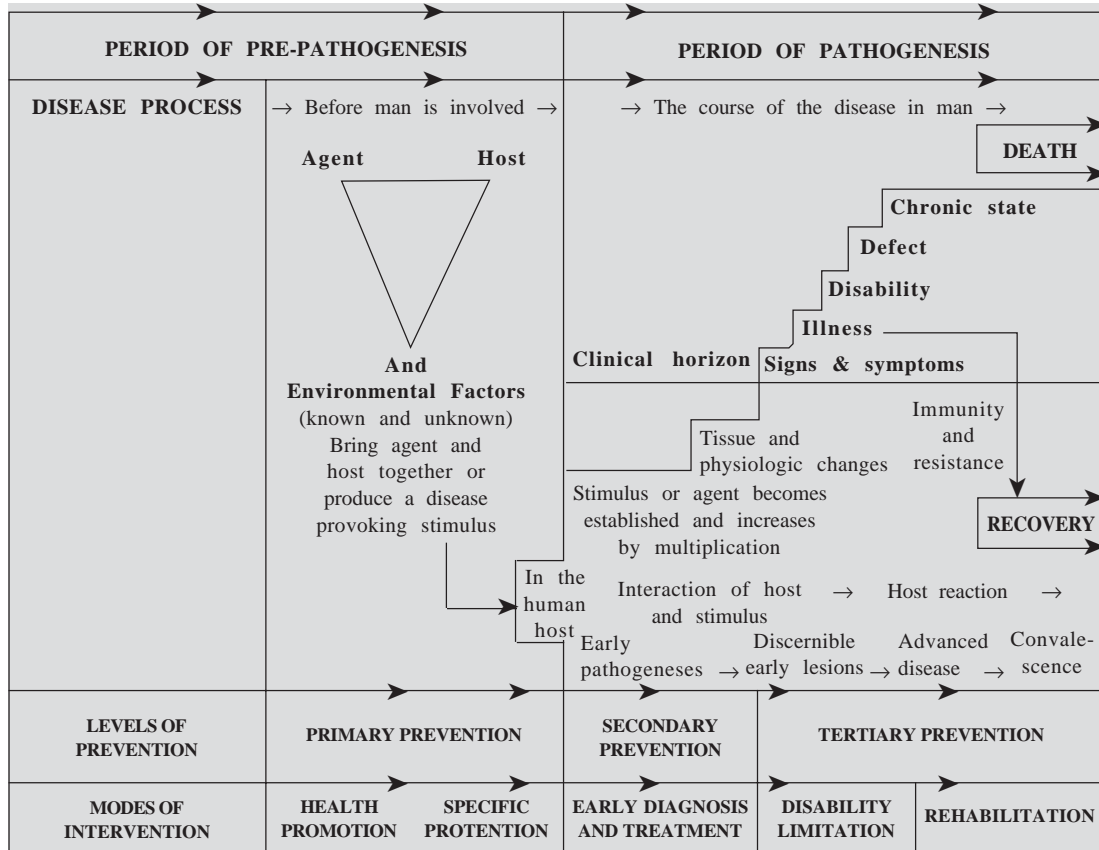 PERIOD OF PRE-PATHOGENESIS
PERIOD OF PATHOGENESIS
DISEASE PROCESS
→ Before man is involved →
→ The course of the disease in man →
Agent
Host
And
Environmental Factors
(known and unknown)
Bring agent and
host together or
produce a disease
provoking stimulus
In the
human
host
DEATH
Chronic state
Defect
Disability
Illness
Clinical horizon
Signs & symptoms
Tissue and
physiologic changes
Immunity
and
resistance
Stimulus or agent becomes
established and increases
by multiplication
RECOVERY
Interaction of host
and stimulus
→
Host reaction →
Early
pathogeneses
→
Discernible
early lesions
→
Advanced
disease
→
Convale-
scence
LEVELS OF
PREVENTION
PRIMARY PREVENTION
SECONDARY
PREVENTION
TERTIARY PREVENTION
MODES OF
INTERVENTION
HEALTH
PROMOTION
SPECIFIC
PROTENTION
EARLY DIAGNOSIS
AND TREATMENT
DISABILITY
LIMITATION
REHABILITATION